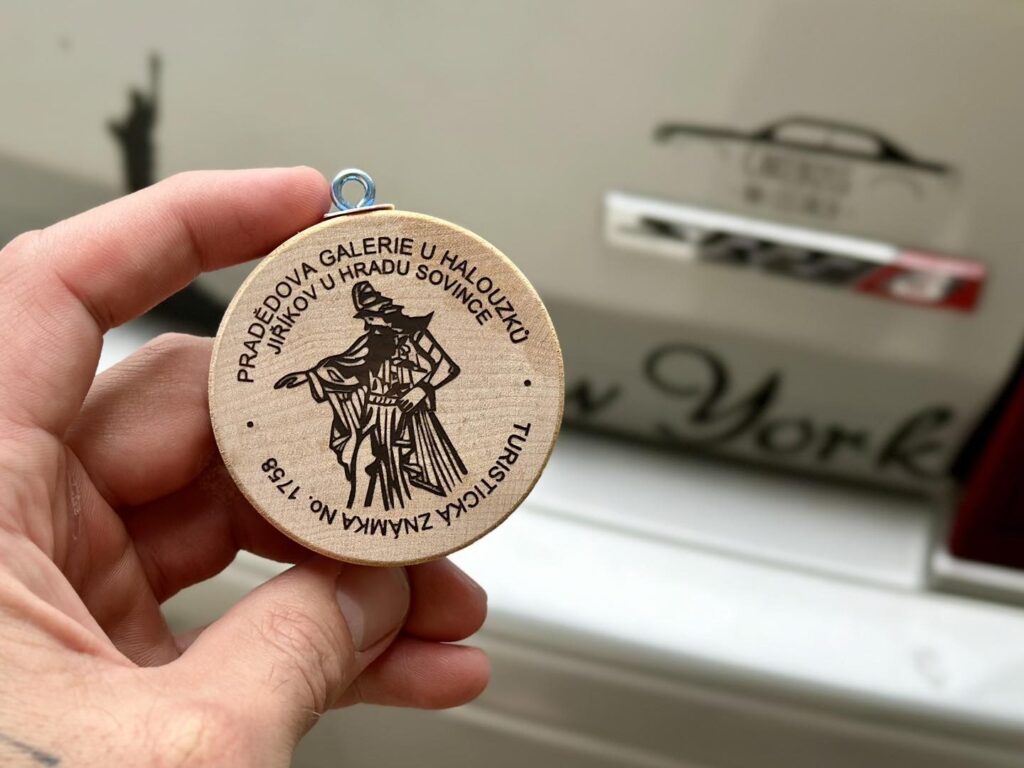 PRADĚDOVA GALERIE U HALOUZKŮ
JIŘÍKOV U HRADU SOVINCE
TURISTICKÁ ZNÁMKA No. 1758
York